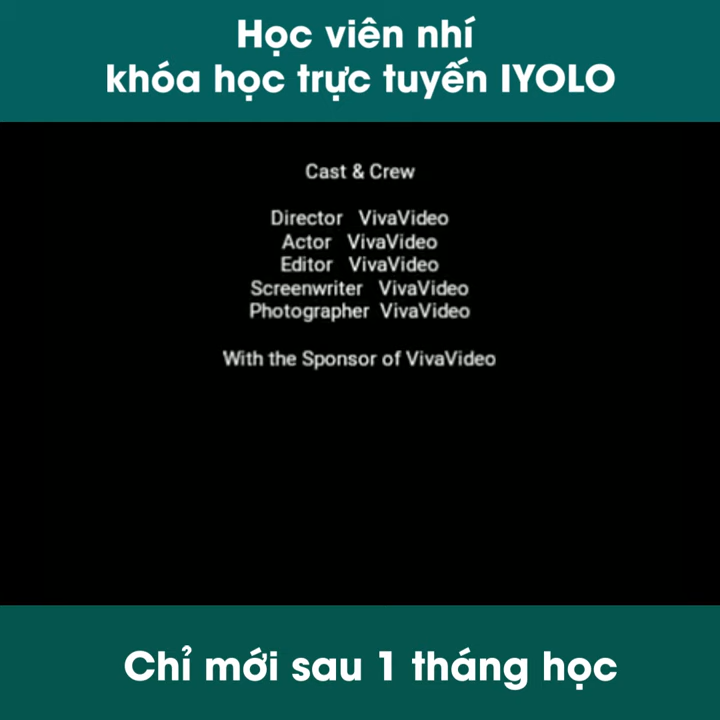 Học viên nhí
khóa học trực tuyến IYOLO
Cast & Crew
Director VivaVideo
Actor VivaVideo
Editor VivaVideo
Screenwriter VivaVideo
Photographer VivaVideo
With the Sponsor of VivaVideo
Chỉ mới sau 1 tháng học